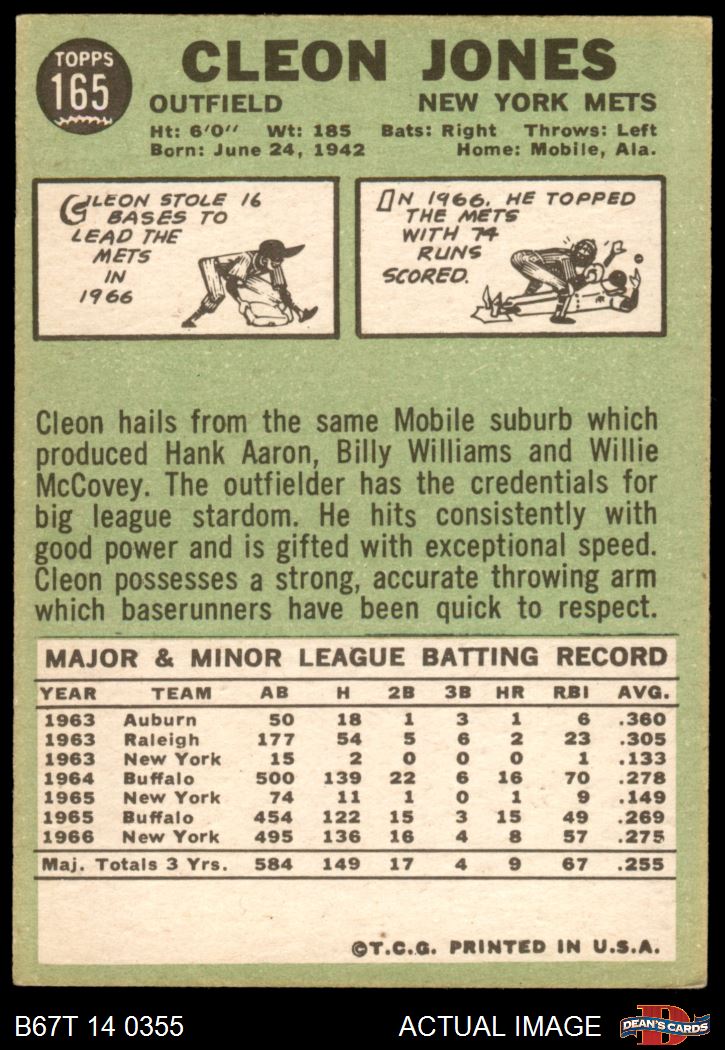 TOPPS
165
CLEON JONES
OUTFIELD NEW YORK METS
Ht: 6'0" Wt: 185 Bats: Right Throws: Left
Born: June 24, 1942 Home: Mobile, Ala.
CLEON STOLE 16
BASES TO
LEAD THE
METS
IN
1966
IN 1966, HE TOPPED
THE METS
WITH 74
RUNS
SCORED.
Cleon hails from the same Mobile suburb which
produced Hank Aaron, Billy Williams and Willie
McCovey. The outfielder has the credentials for
big league stardom. He hits consistently with
good power and is gifted with exceptional speed.
Cleon possesses a strong, accurate throwing arm
which baserunners have been quick to respect.
MAJOR & MINOR LEAGUE BATTING RECORD
YEAR TEAM AB H 2B 3B HR RBI AVG.
1963 Auburn 50 18 1 3 1 6 .360
1963 Raleigh 177 54 5 6 2 23 .305
1963 New York 15 2 0 0 0 1 .133
1964 Buffalo 500 139 22 6 16 70 .278
1965 New York 74 11 1 0 1 9 .149
1965 Buffalo 454 122 15 3 15 49 .269
1966 New York 495 136 16 4 8 57 .275
Maj. Totals 3 Yrs. 584 149 17 4 9 67 .255
©T.C.G. PRINTED IN U.S.A.
B67T 14 0355 ACTUAL IMAGE DEAN'S CARDS